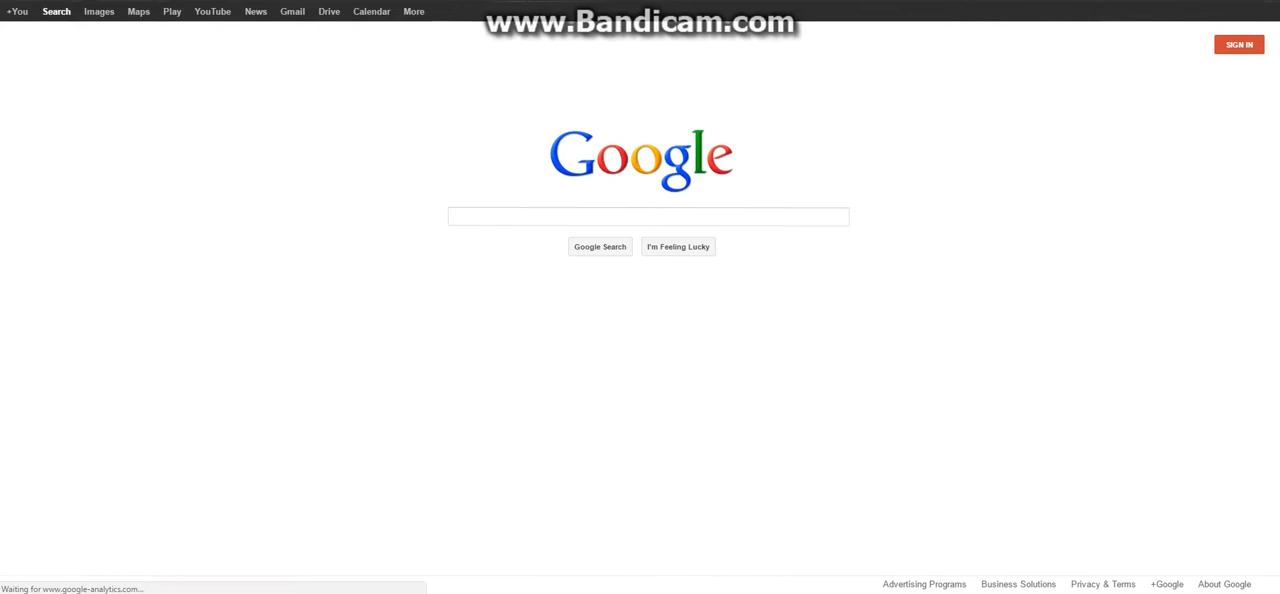 +You Search Images Maps Play YouTube News Gmail Drive Calendar More
www.Bandicam.com
SIGN IN
Google
Google Search I'm Feeling Lucky
Waiting for www.google-analytics.com...
Advertising Programs Business Solutions Privacy & Terms +Google About Google